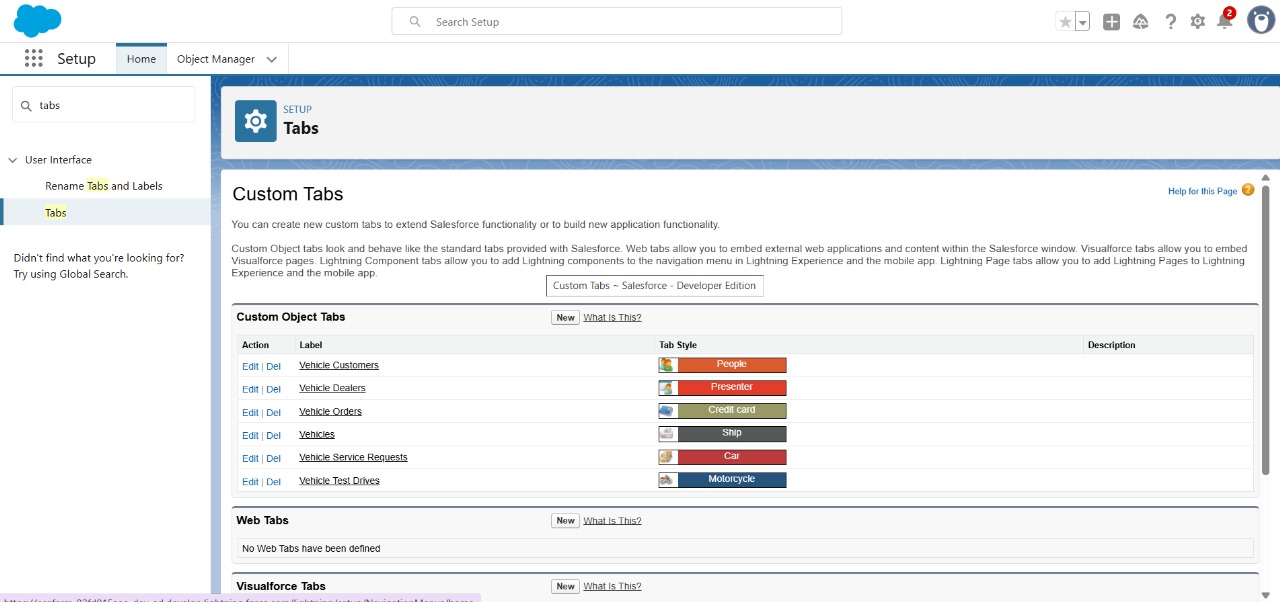 Search Setup
2
Setup
Home
Object Manager
tabs
User Interface
Rename Tabs and Labels
Tabs
Didn't find what you're looking for?
Try using Global Search.
SETUP
Tabs
Custom Tabs
Help for this Page
You can create new custom tabs to extend Salesforce functionality or to build new application functionality.
Custom Object tabs look and behave like the standard tabs provided with Salesforce. Web tabs allow you to embed external web applications and content within the Salesforce window. Visualforce tabs allow you to embed
Visualforce pages. Lightning Component tabs allow you to add Lightning components to the navigation menu in Lightning Experience and the mobile app. Lightning Page tabs allow you to add Lightning Pages to Lightning
Experience and the mobile app.
Custom Tabs ~ Salesforce - Developer Edition
Custom Object Tabs New What Is This?
Action Label Tab Style Description
Edit | Del Vehicle Customers People
Edit | Del Vehicle Dealers Presenter
Edit | Del Vehicle Orders Credit card
Edit | Del Vehicles Ship
Edit | Del Vehicle Service Requests Car
Edit | Del Vehicle Test Drives Motorcycle
Web Tabs New What Is This?
No Web Tabs have been defined
Visualforce Tabs New What Is This?